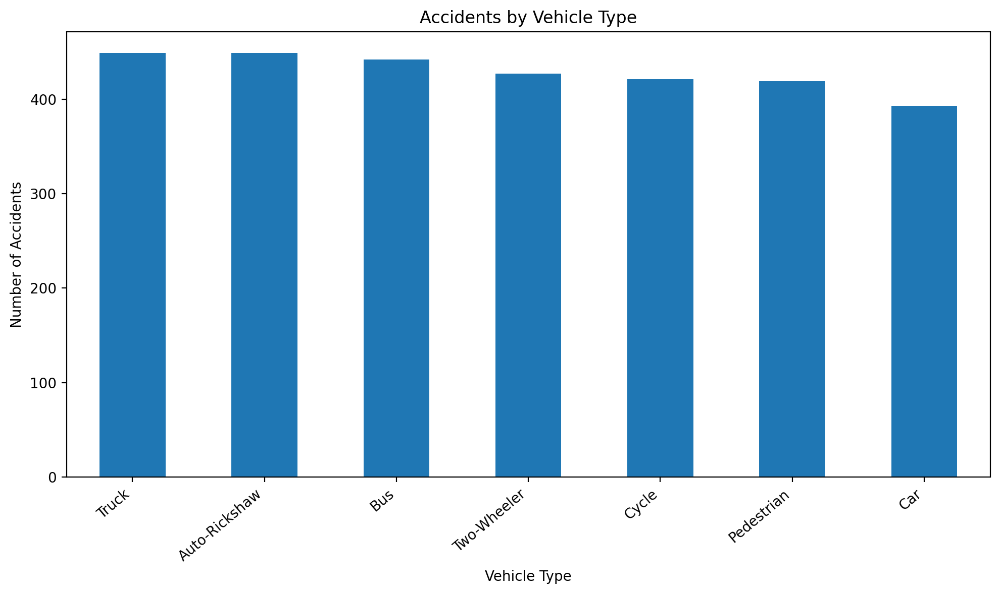 Accidents by Vehicle Type
Number of Accidents
400
300
200
100
0
Truck
Auto-Rickshaw
Bus
Two-Wheeler
Cycle
Pedestrian
Car
Vehicle Type